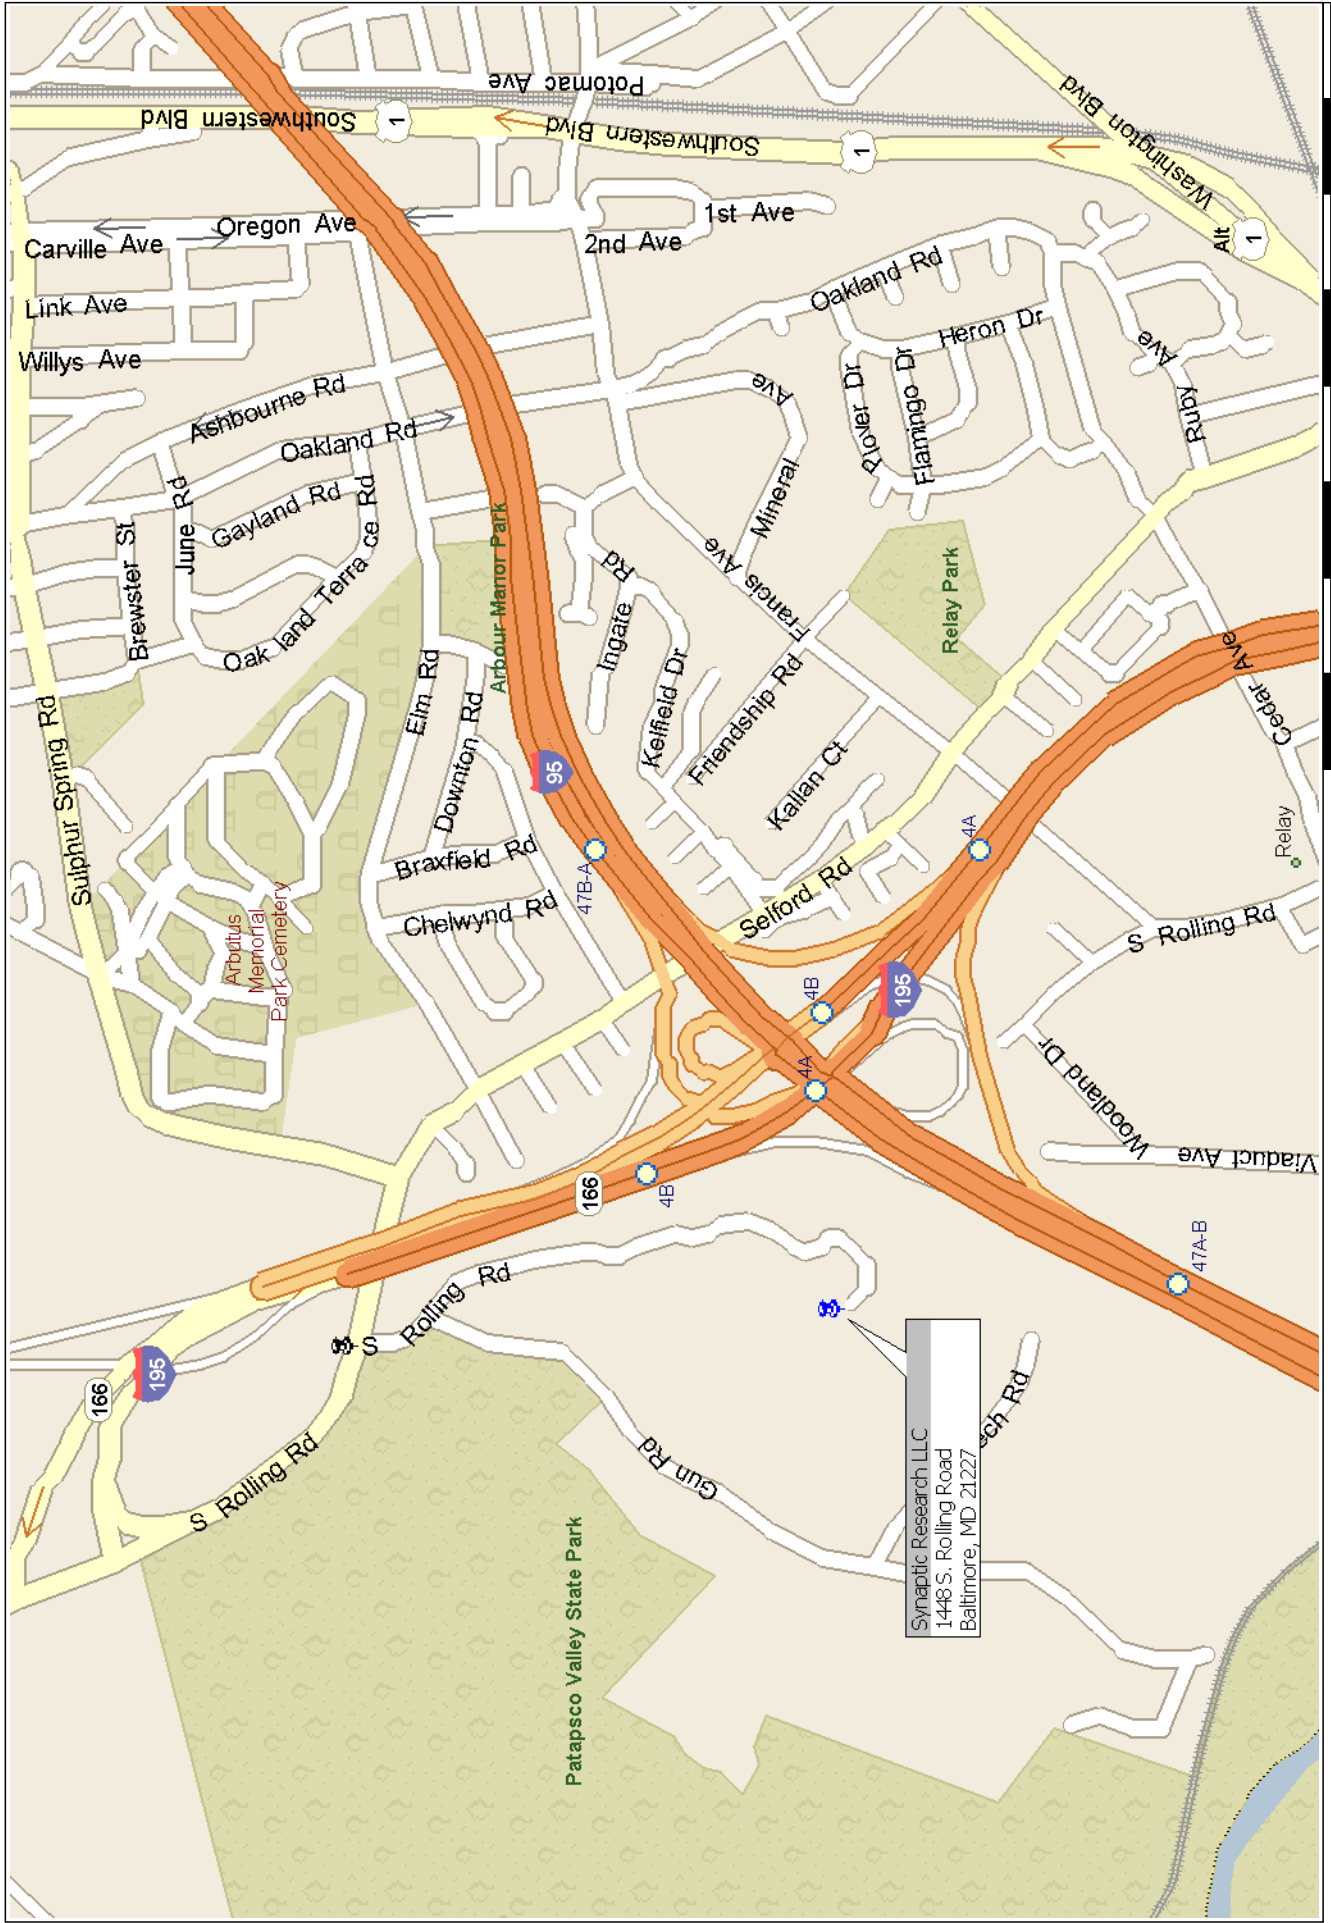 Potomac Ave
Southwestern Blvd
1
Southwestern Blvd
1
Washington Blvd
Alt
1
Carville Ave
Oregon Ave
1st Ave
2nd Ave
Link Ave
Willys Ave
Ashbourne Rd
Oakland Rd
Oakland Rd
Heron Dr
Plover Dr
Flamingo Dr
Ruby Ave
Ave
Mineral
June Rd
Gayland Rd
Brewster St
Oak land Terra ce Rd
Arbour Manor Park
Francis Ave
Relay Park
Ingate Rd
Kelfield Dr
Friendship Rd
Kallan Ct
Elm Rd
Downton Rd
Sulphur Spring Rd
95
47B-A
Braxfield Rd
Chelwynd Rd
Selford Rd
Cedar Ave
4A
Relay
Arbutus
Memorial
Park Cemetery
4B
195
4A
S Rolling Rd
Woodland Dr
Viaduct Ave
166
4B
47A-B
S Rolling Rd
166
195
S Rolling Rd
Gun Rd
ech Rd
Synaptic Research LLC
1448 S. Rolling Road
Baltimore, MD 21227
Patapsco Valley State Park